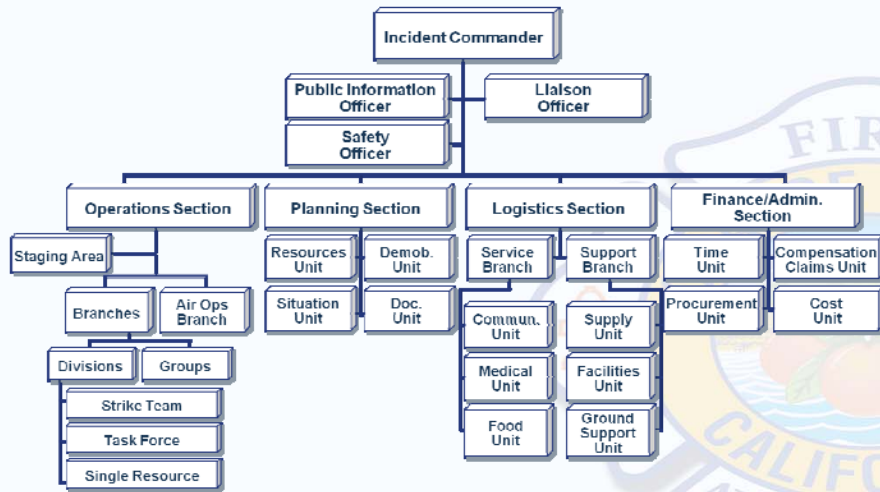 Incident Commander
Public Information
Officer
Liaison
Officer
Safety
Officer
Operations Section
Planning Section
Logistics Section
Finance/Admin.
Section
Staging Area
Resources
Unit
Demob.
Unit
Service
Branch
Support
Branch
Time
Unit
Compensation
Claims Unit
Branches
Air Ops
Branch
Situation
Unit
Doc.
Unit
Procurement
Unit
Cost
Unit
Commun.
Unit
Supply
Unit
Divisions
Groups
Medical
Unit
Facilities
Unit
Strike Team
Task Force
Single Resource
Food
Unit
Ground
Support
Unit
FIR
CALIFO